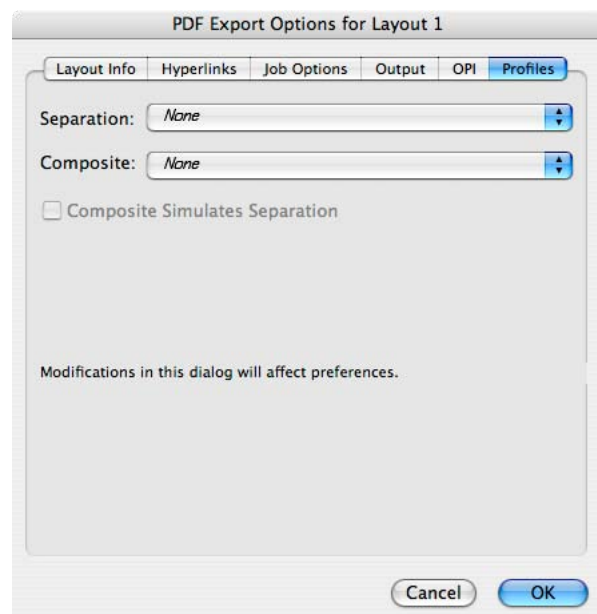 PDF Export Options for Layout 1
Layout Info Hyperlinks Job Options Output OPI Profiles
Separation: None
Composite: None
Composite Simulates Separation
Modifications in this dialog will affect preferences.
Cancel OK